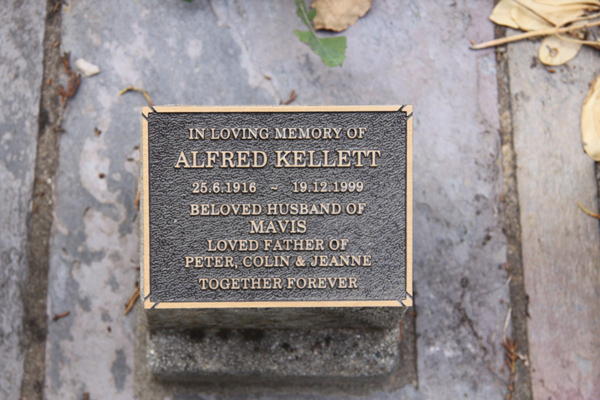 IN LOVING MEMORY OF
ALFRED KELLETT
25.6.1916 ~ 19.12.1999
BELOVED HUSBAND OF
MAVIS
LOVED FATHER OF
PETER, COLIN & JEANNE
TOGETHER FOREVER